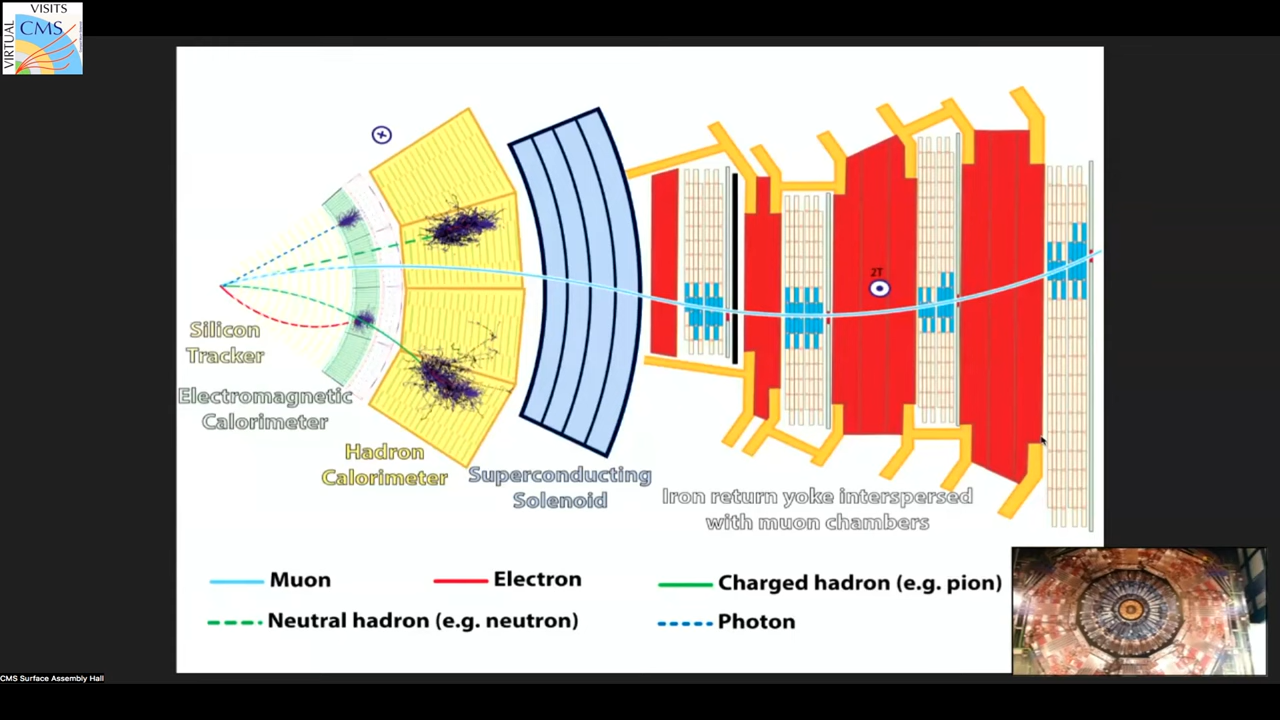 VISITS
CMS
VIRTUAL
2T
Silicon
Tracker
Electromagnetic
Calorimeter
Hadron
Calorimeter
Superconducting
Solenoid
Iron return yoke interspersed
with muon chambers
Muon
Electron
Charged hadron (e.g. pion)
Neutral hadron (e.g. neutron)
Photon
CMS Surface Assembly Hall